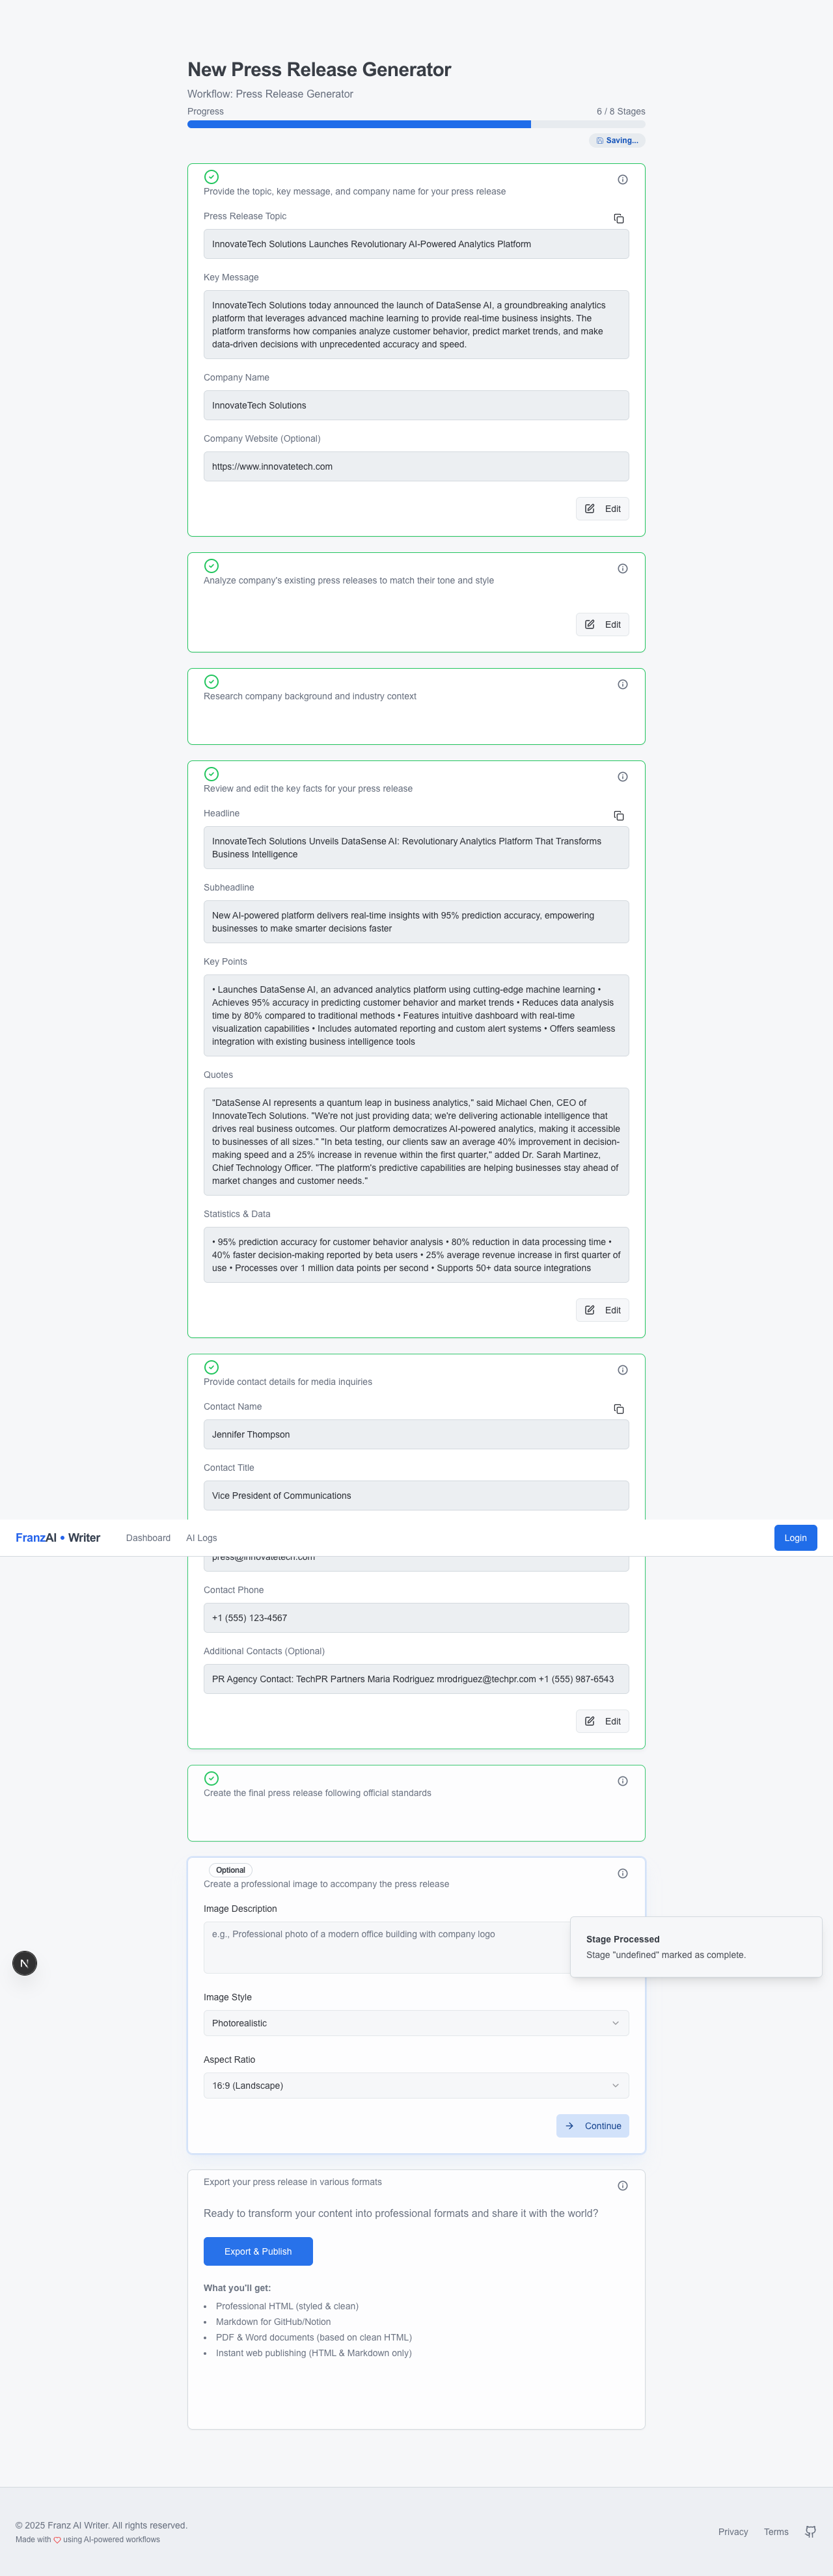 New Press Release Generator
Workflow: Press Release Generator
Progress
6 / 8 Stages
Saving...
Provide the topic, key message, and company name for your press release
Press Release Topic
InnovateTech Solutions Launches Revolutionary AI-Powered Analytics Platform
Key Message
InnovateTech Solutions today announced the launch of DataSense AI, a groundbreaking analytics
platform that leverages advanced machine learning to provide real-time business insights. The
platform transforms how companies analyze customer behavior, predict market trends, and make
data-driven decisions with unprecedented accuracy and speed.
Company Name
InnovateTech Solutions
Company Website (Optional)
https://www.innovatetech.com
Edit
Analyze company's existing press releases to match their tone and style
Edit
Research company background and industry context
Review and edit the key facts for your press release
Headline
InnovateTech Solutions Unveils DataSense AI: Revolutionary Analytics Platform That Transforms
Business Intelligence
Subheadline
New AI-powered platform delivers real-time insights with 95% prediction accuracy, empowering
businesses to make smarter decisions faster
Key Points
• Launches DataSense AI, an advanced analytics platform using cutting-edge machine learning •
Achieves 95% accuracy in predicting customer behavior and market trends • Reduces data analysis
time by 80% compared to traditional methods • Features intuitive dashboard with real-time
visualization capabilities • Includes automated reporting and custom alert systems • Offers seamless
integration with existing business intelligence tools
Quotes
"DataSense AI represents a quantum leap in business analytics," said Michael Chen, CEO of
InnovateTech Solutions. "We're not just providing data; we're delivering actionable intelligence that
drives real business outcomes. Our platform democratizes AI-powered analytics, making it accessible
to businesses of all sizes." "In beta testing, our clients saw an average 40% improvement in decision-
making speed and a 25% increase in revenue within the first quarter," added Dr. Sarah Martinez,
Chief Technology Officer. "The platform's predictive capabilities are helping businesses stay ahead of
market changes and customer needs."
Statistics & Data
• 95% prediction accuracy for customer behavior analysis • 80% reduction in data processing time •
40% faster decision-making reported by beta users • 25% average revenue increase in first quarter of
use • Processes over 1 million data points per second • Supports 50+ data source integrations
Edit
Provide contact details for media inquiries
Contact Name
Jennifer Thompson
Contact Title
Vice President of Communications
FranzAI • Writer
Dashboard
AI Logs
Login
press@innovatetech.com
Contact Phone
+1 (555) 123-4567
Additional Contacts (Optional)
PR Agency Contact: TechPR Partners Maria Rodriguez mrodriguez@techpr.com +1 (555) 987-6543
Edit
Create the final press release following official standards
Optional
Create a professional image to accompany the press release
Image Description
e.g., Professional photo of a modern office building with company logo
Stage Processed
Stage "undefined" marked as complete.
N
Image Style
Photorealistic
Aspect Ratio
16:9 (Landscape)
Continue
Export your press release in various formats
Ready to transform your content into professional formats and share it with the world?
Export & Publish
What you'll get:
• Professional HTML (styled & clean)
• Markdown for GitHub/Notion
• PDF & Word documents (based on clean HTML)
• Instant web publishing (HTML & Markdown only)
© 2025 Franz AI Writer. All rights reserved.
Made with using AI-powered workflows
Privacy
Terms